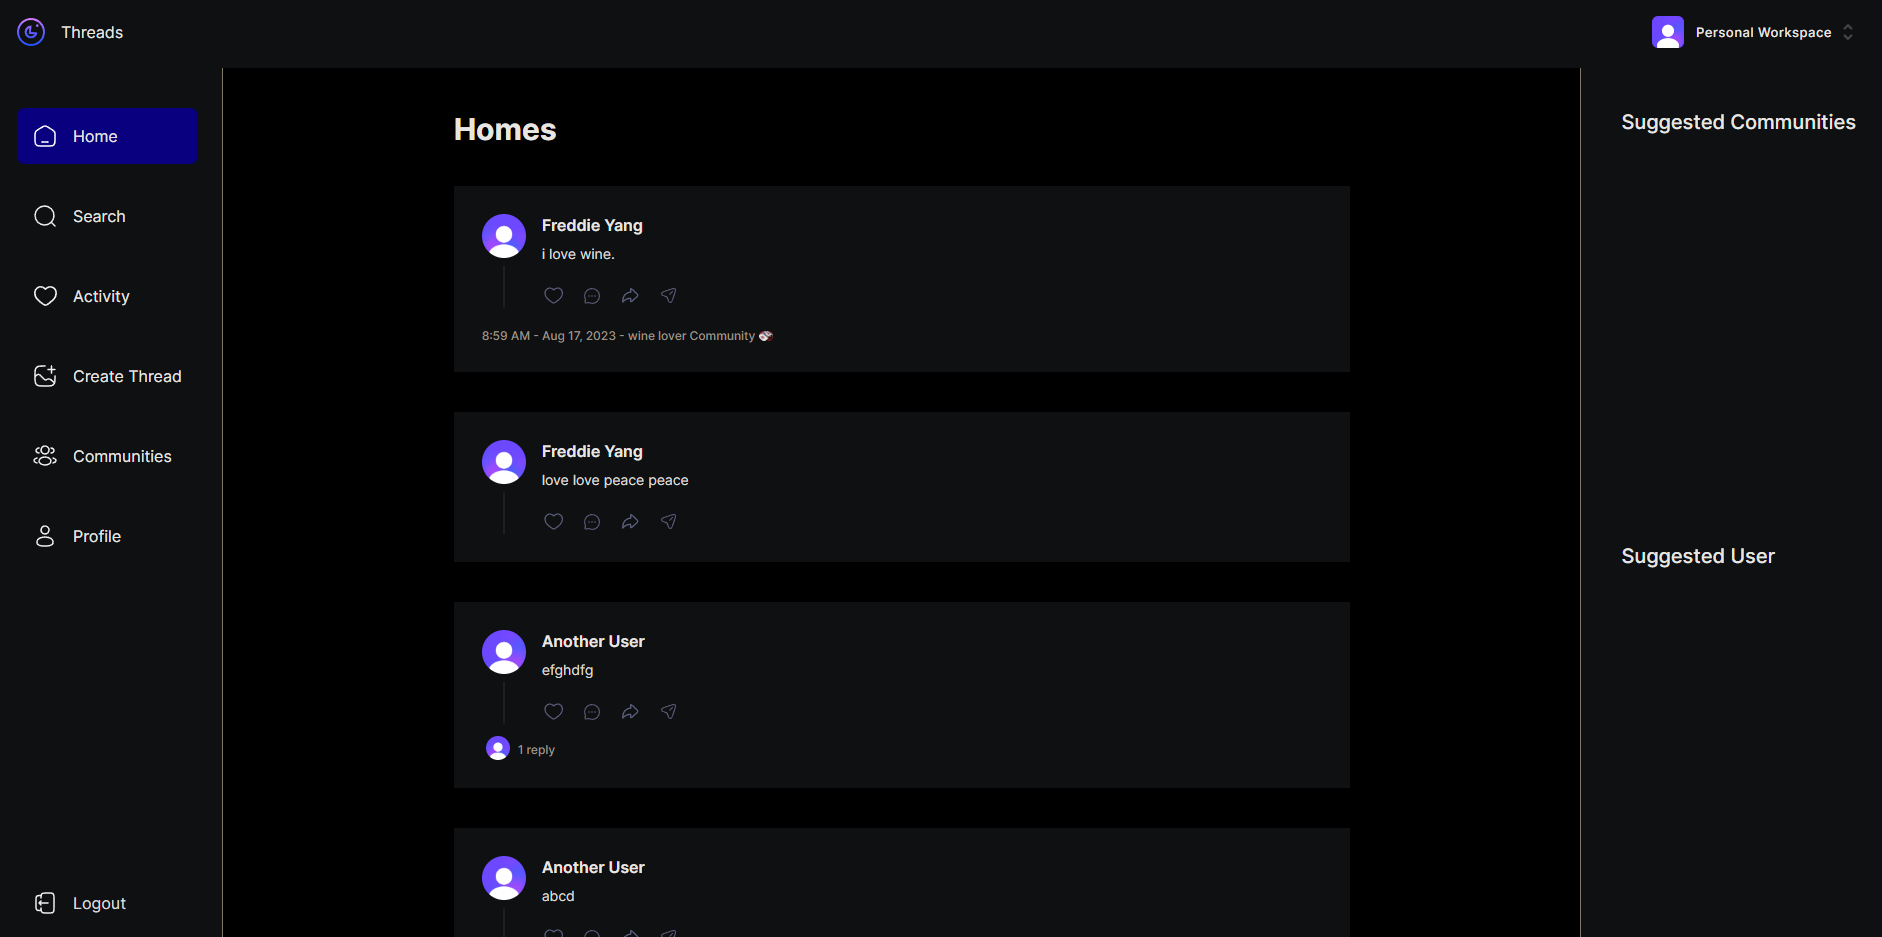 Threads
Personal Workspace
Home
Search
Activity
Create Thread
Communities
Profile
Logout
Homes
Freddie Yang
i love wine.
8:59 AM - Aug 17, 2023 - wine lover Community
Freddie Yang
love love peace peace
Another User
efghdfg
1 reply
Another User
abcd
Suggested Communities
Suggested User